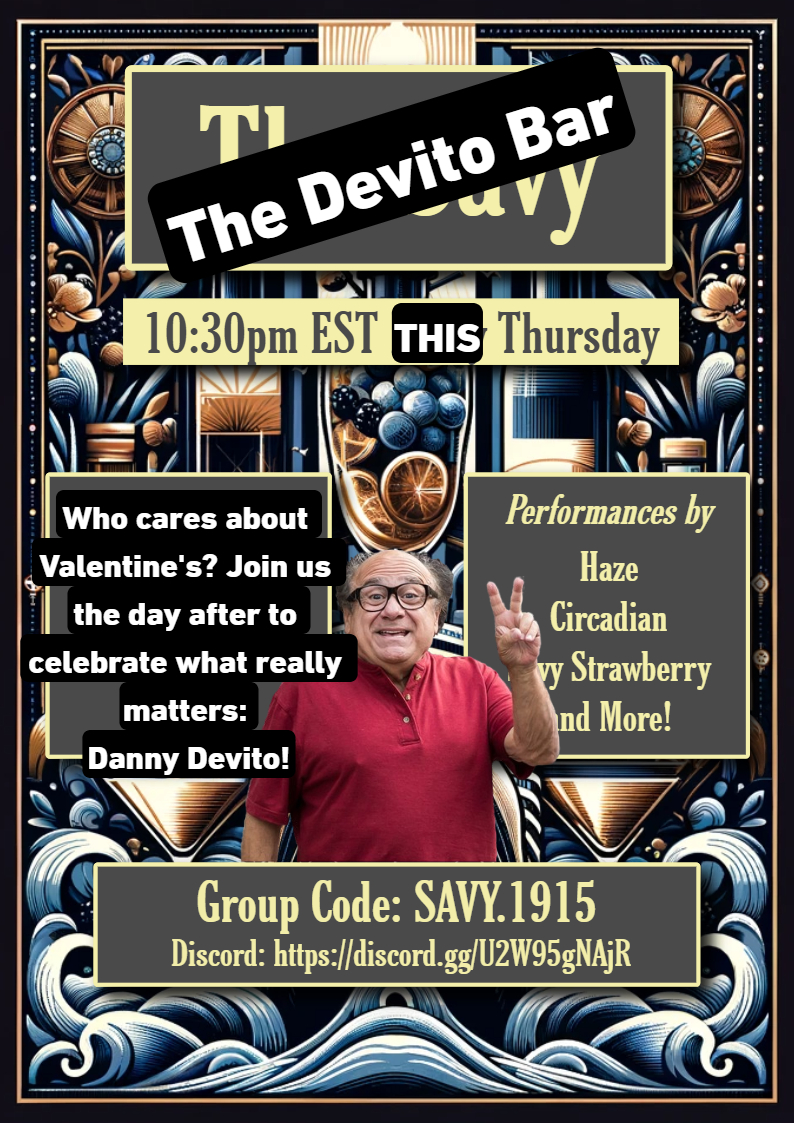 The Devito Bar
10:30pm EST THIS Thursday
Who cares about
Valentine's? Join us
the day after to
celebrate what really
matters:
Danny Devito!
Performances by
Haze
Circadian
Strawberry
and More!
Group Code: SAVY.1915
Discord: https://discord.gg/U2W95gNAjR